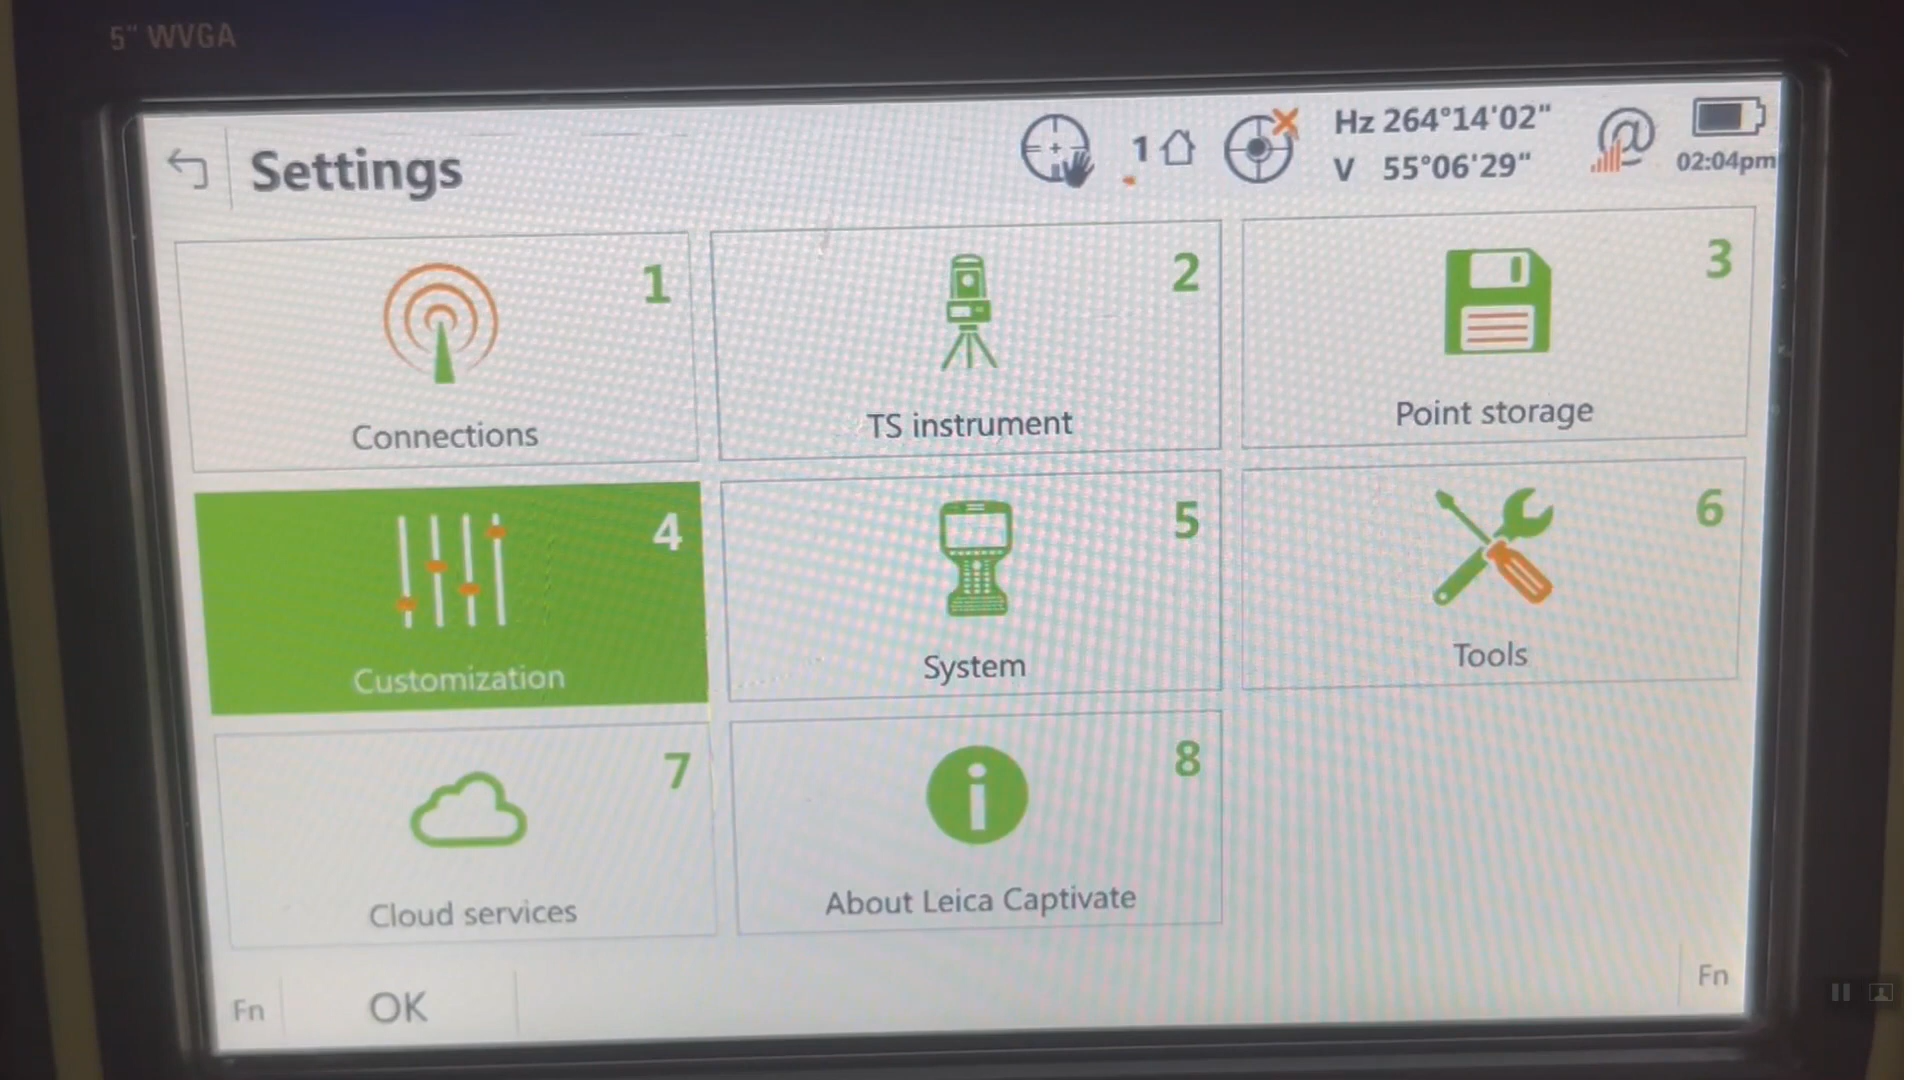 5" WVGA
Settings
1
Hz 264°14'02"
V 55°06'29"
@
02:04pm
1
Connections
2
TS instrument
3
Point storage
4
Customization
5
System
6
Tools
7
Cloud services
8
About Leica Captivate
Fn
OK
Fn